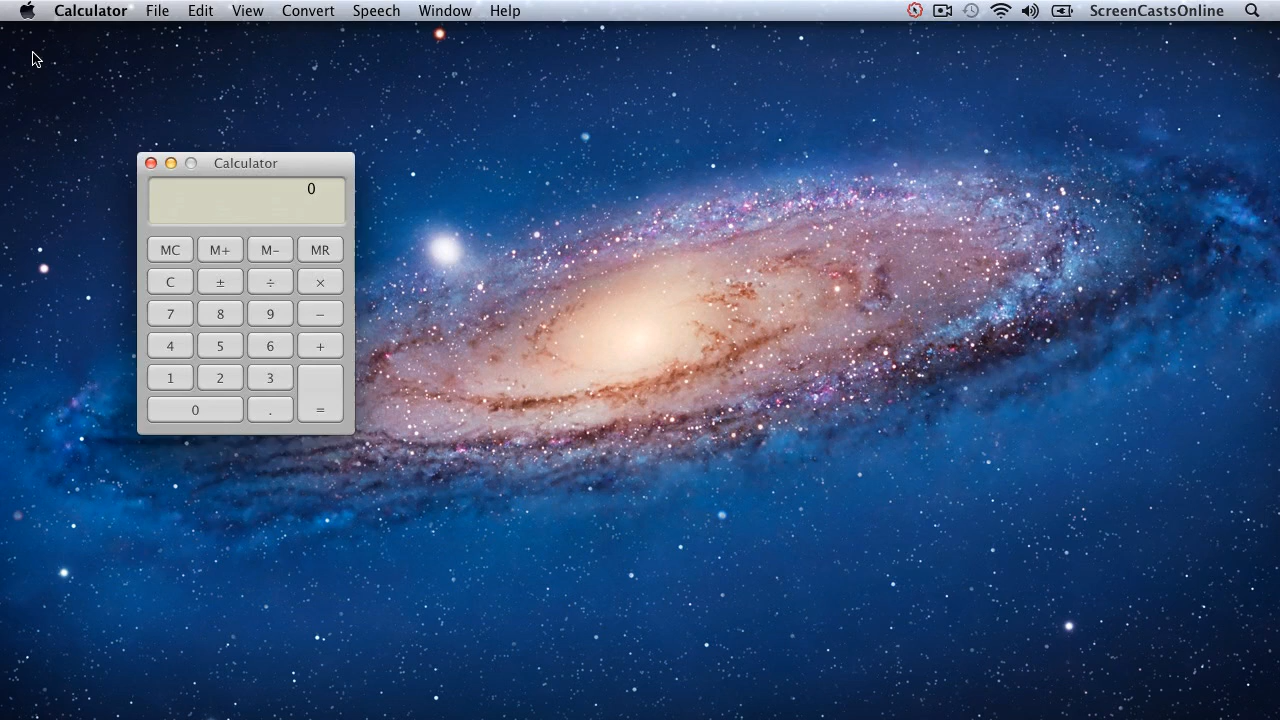 Calculator File Edit View Convert Speech Window Help ScreenCastsOnline
Calculator
0
MC M+ M– MR
C ± ÷ ×
7 8 9 –
4 5 6 +
1 2 3
0 . =